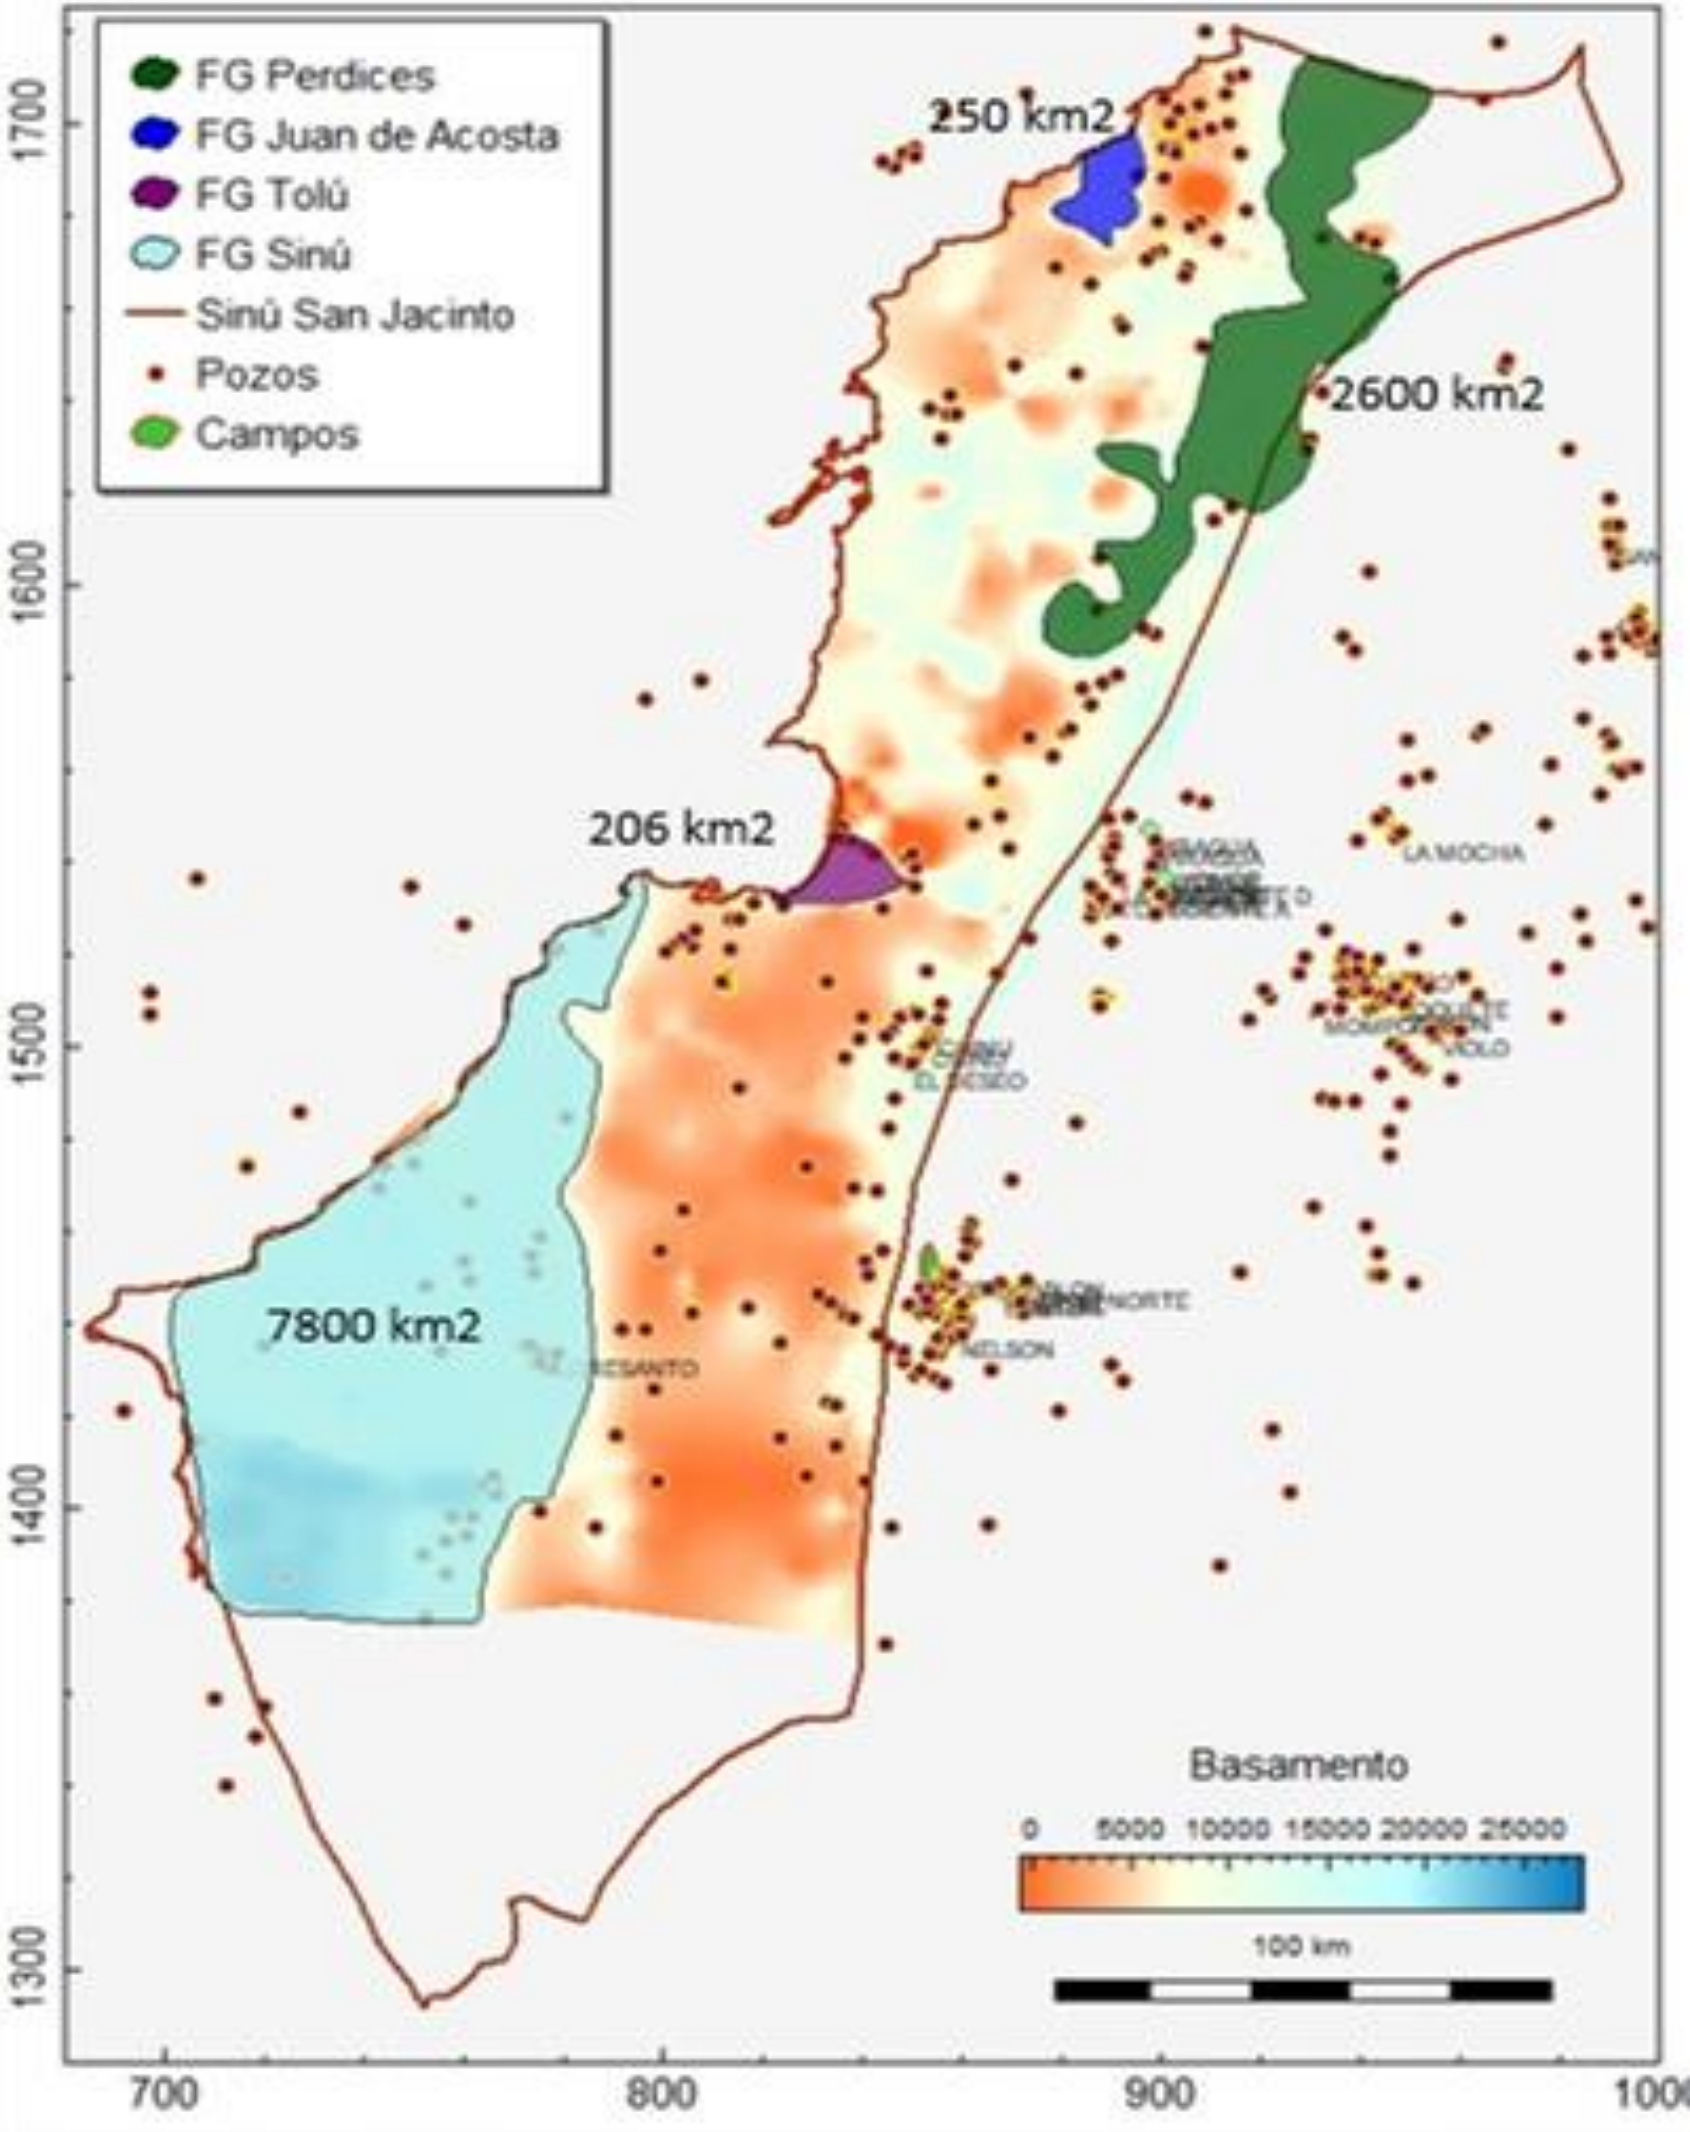 FG Perdices
FG Juan de Acosta
FG Tolú
FG Sinú
Sinú San Jacinto
Pozos
Campos
250 km2
2600 km2
206 km2
7800 km2
LA MOCHA
EL DESEO
NORTE
NELSON
Basamento
0 5000 10000 15000 20000 25000
100 km
1700
1600
1500
1400
1300
700 800 900